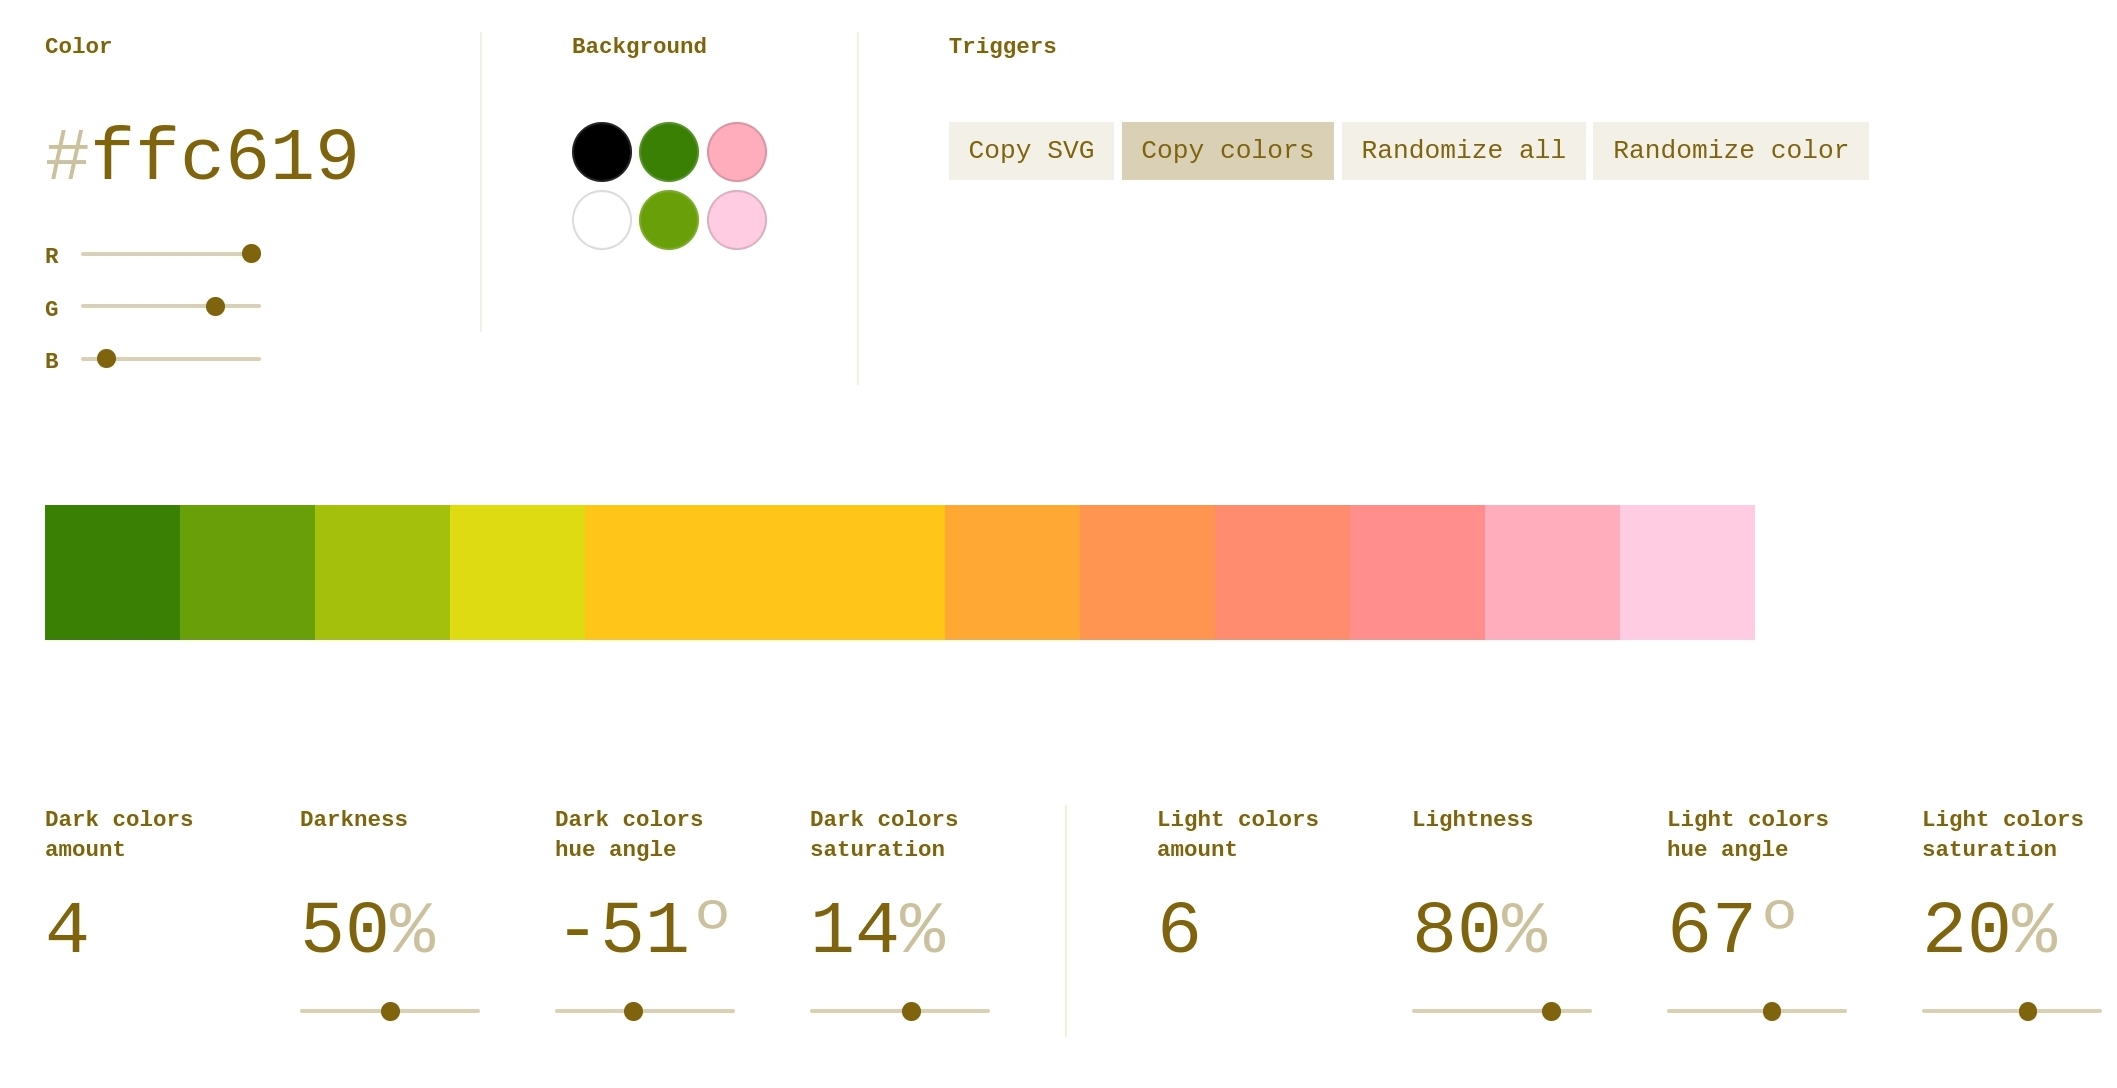 Color
#ffc619
R
G
B
Background
Triggers
Copy SVG
Copy colors
Randomize all
Randomize color
Dark colors
amount
4
Darkness
50%
Dark colors
hue angle
-51º
Dark colors
saturation
14%
Light colors
amount
6
Lightness
80%
Light colors
hue angle
67º
Light colors
saturation
20%